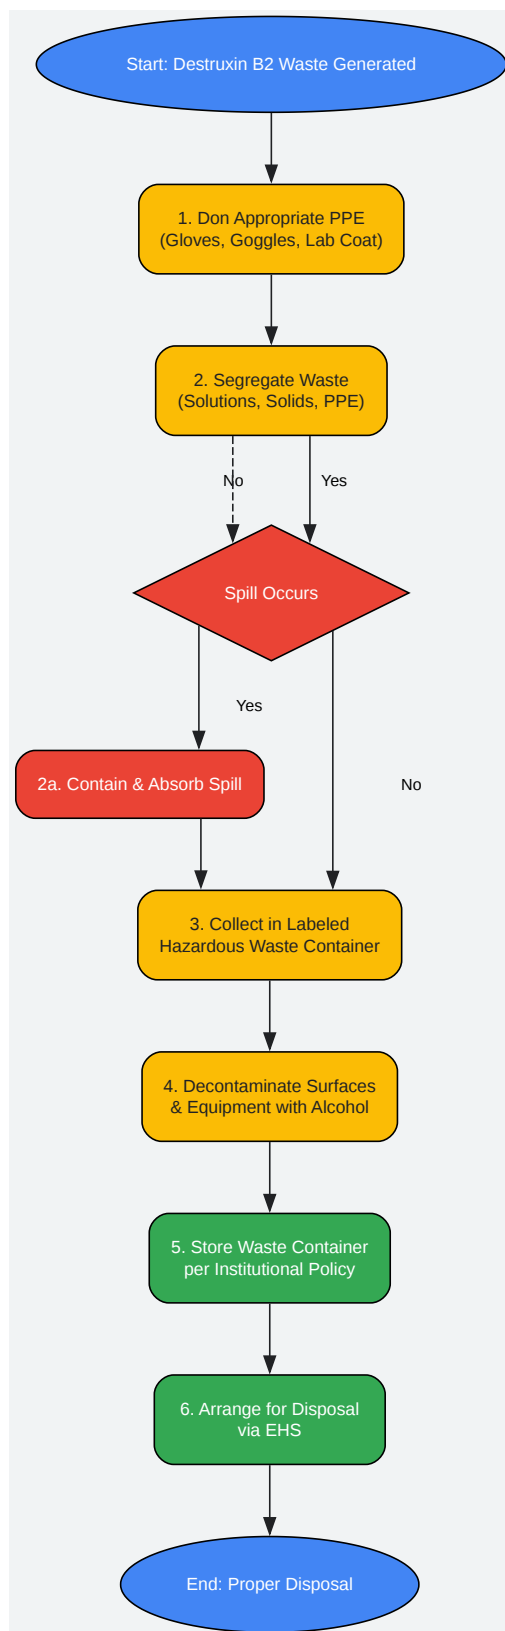 Start: Destruxin B2 Waste Generated
1. Don Appropriate PPE
(Gloves, Goggles, Lab Coat)
2. Segregate Waste
(Solutions, Solids, PPE)
No
Yes
Spill Occurs
Yes
2a. Contain & Absorb Spill
No
3. Collect in Labeled
Hazardous Waste Container
4. Decontaminate Surfaces
& Equipment with Alcohol
5. Store Waste Container
per Institutional Policy
6. Arrange for Disposal
via EHS
End: Proper Disposal